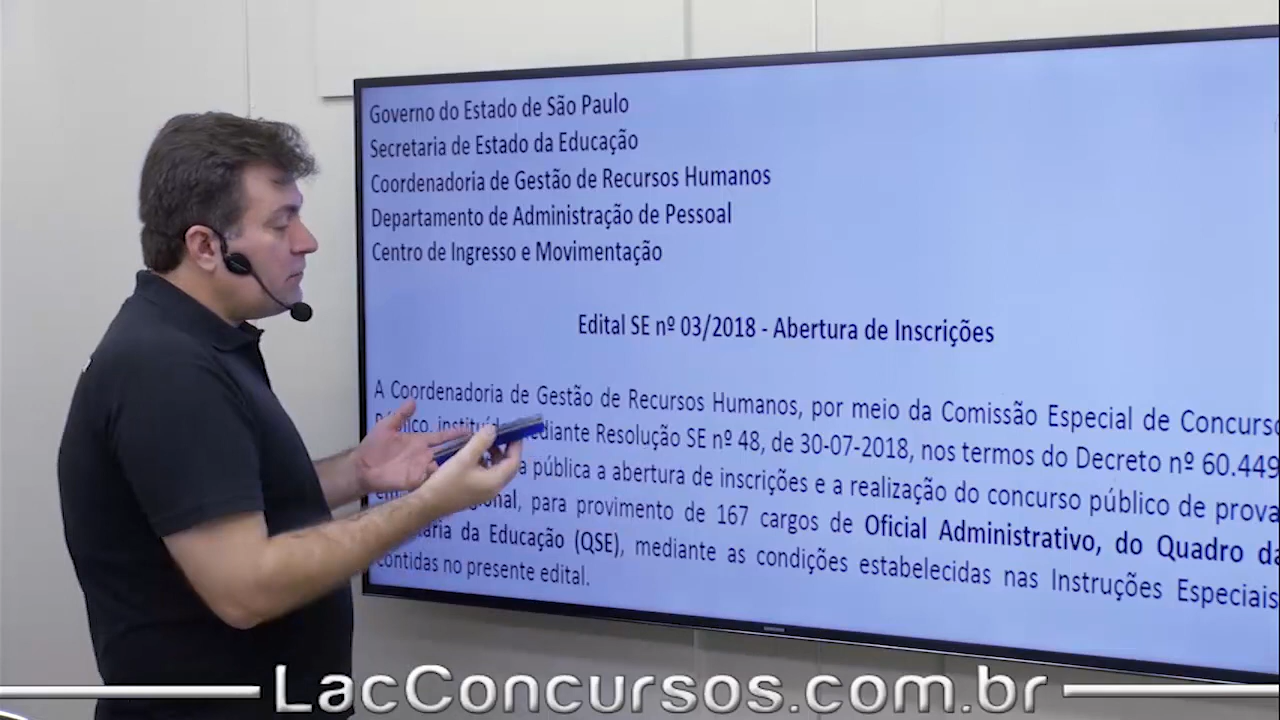 Governo do Estado de São Paulo
Secretaria de Estado da Educação
Coordenadoria de Gestão de Recursos Humanos
Departamento de Administração de Pessoal
Centro de Ingresso e Movimentação
Edital SE nº 03/2018 - Abertura de Inscrições
A Coordenadoria de Gestão de Recursos Humanos, por meio da Comissão Especial de Concurso
mediante Resolução SE nº 48, de 30-07-2018, nos termos do Decreto nº 60.449
pública a abertura de inscrições e a realização do concurso público de prova
para provimento de 167 cargos de Oficial Administrativo, do Quadro da
da Educação (QSE), mediante as condições estabelecidas nas Instruções Especiais
contidas no presente edital.
SAMSUNG
LacConcursos.com.br